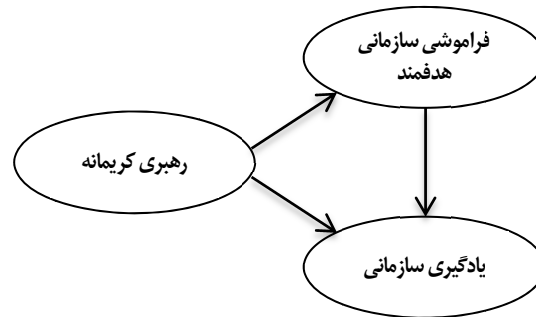 فراموشی سازمانی
هدفمند
رهبری کریمانه
یادگیری سازمانی